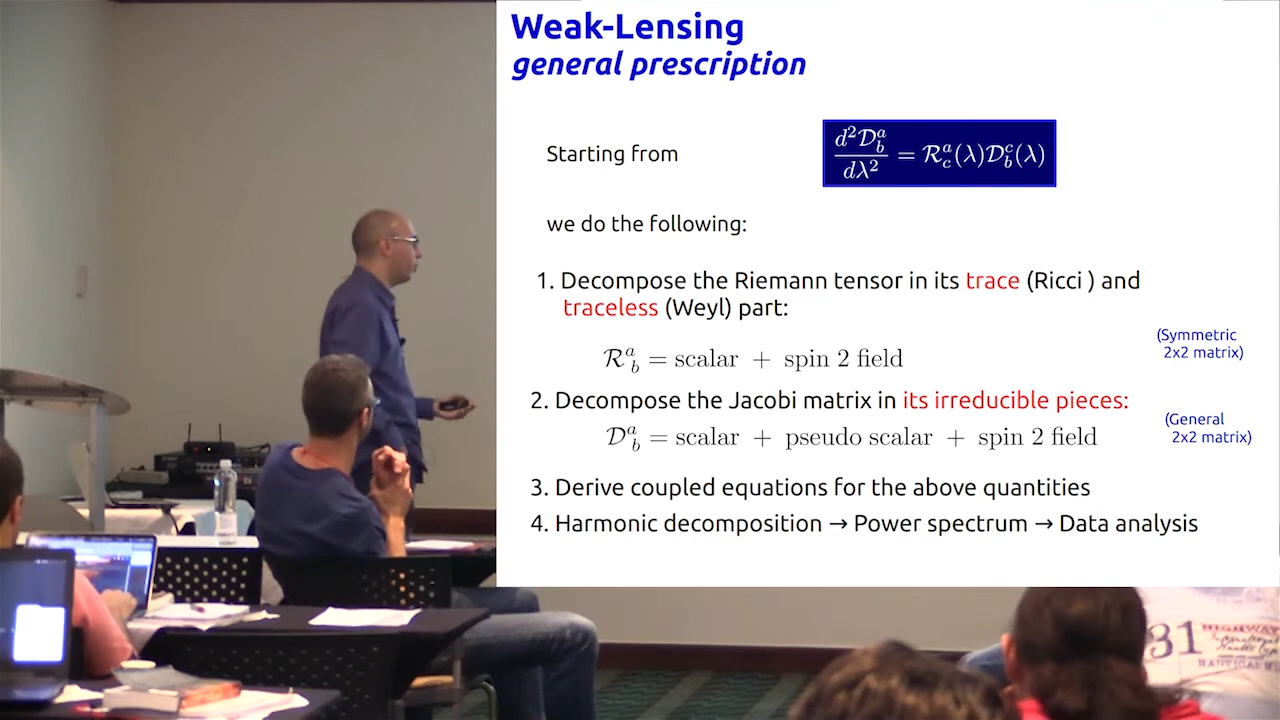 Weak-Lensing
general prescription
Starting from
d²𝒟ᵃ_b / dλ² = ℛᵃ_c(λ)𝒟ᶜ_b(λ)
we do the following:
1. Decompose the Riemann tensor in its trace (Ricci ) and
traceless (Weyl) part:
(Symmetric
2x2 matrix)
ℛᵃ_b = scalar + spin 2 field
2. Decompose the Jacobi matrix in its irreducible pieces:
(General
2x2 matrix)
𝒟ᵃ_b = scalar + pseudo scalar + spin 2 field
3. Derive coupled equations for the above quantities
4. Harmonic decomposition → Power spectrum → Data analysis
31 HIGHWAY